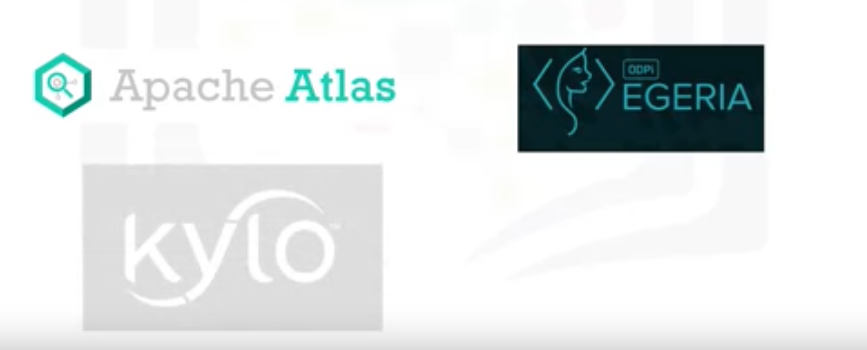 Apache Atlas
ODPi
EGERIA
kylo